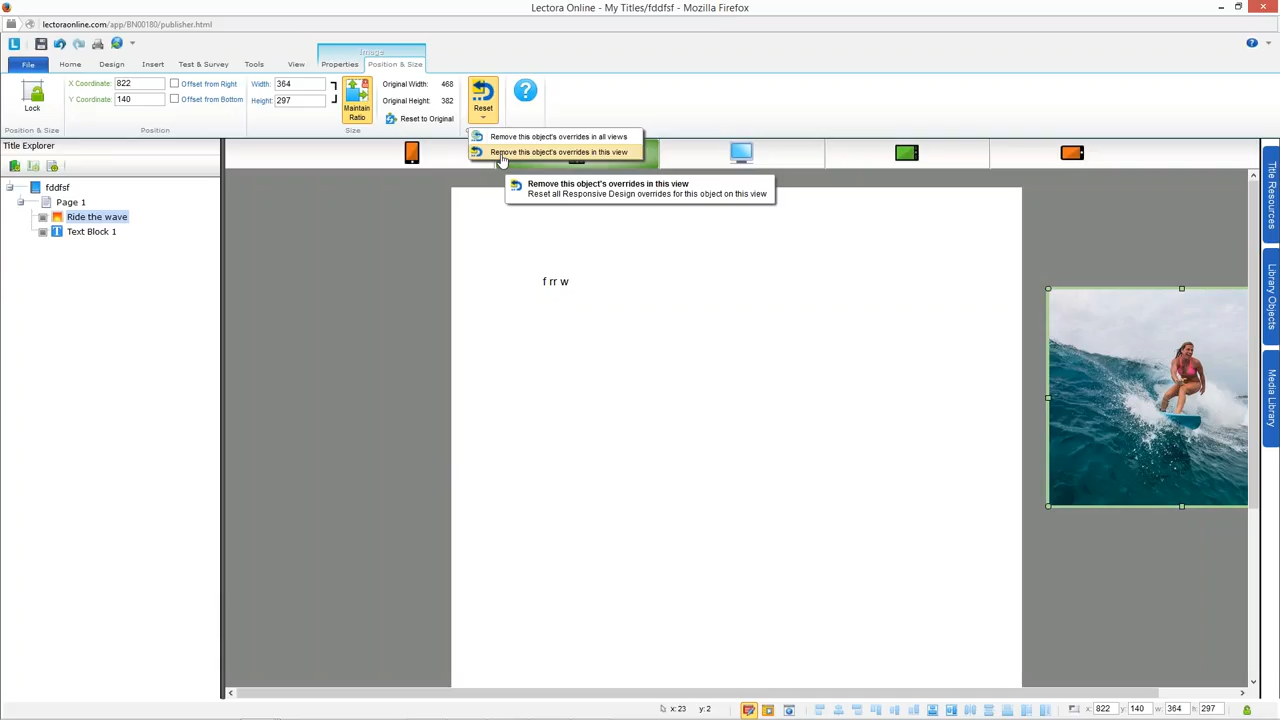 Lectora Online - My Titles/fddfsf - Mozilla Firefox
lectoraonline.com/app/BN00180/publisher.html
Image
File Home Design Insert Test & Survey Tools View Properties Position & Size
Lock
Position & Size
X Coordinate: 822 Offset from Right
Y Coordinate: 140 Offset from Bottom
Position
Width: 364
Height: 297
Maintain
Ratio
Original Width: 468
Original Height: 382
Reset to Original
Size
Reset
Remove this object's overrides in all views
Remove this object's overrides in this view
Remove this object's overrides in this view
Reset all Responsive Design overrides for this object on this view
Title Explorer
fddfsf
Page 1
Ride the wave
Text Block 1
f rr w
Title Resources
Library Objects
Media Library
x: 23 y: 2
x: 822 y: 140 w: 364 h: 297